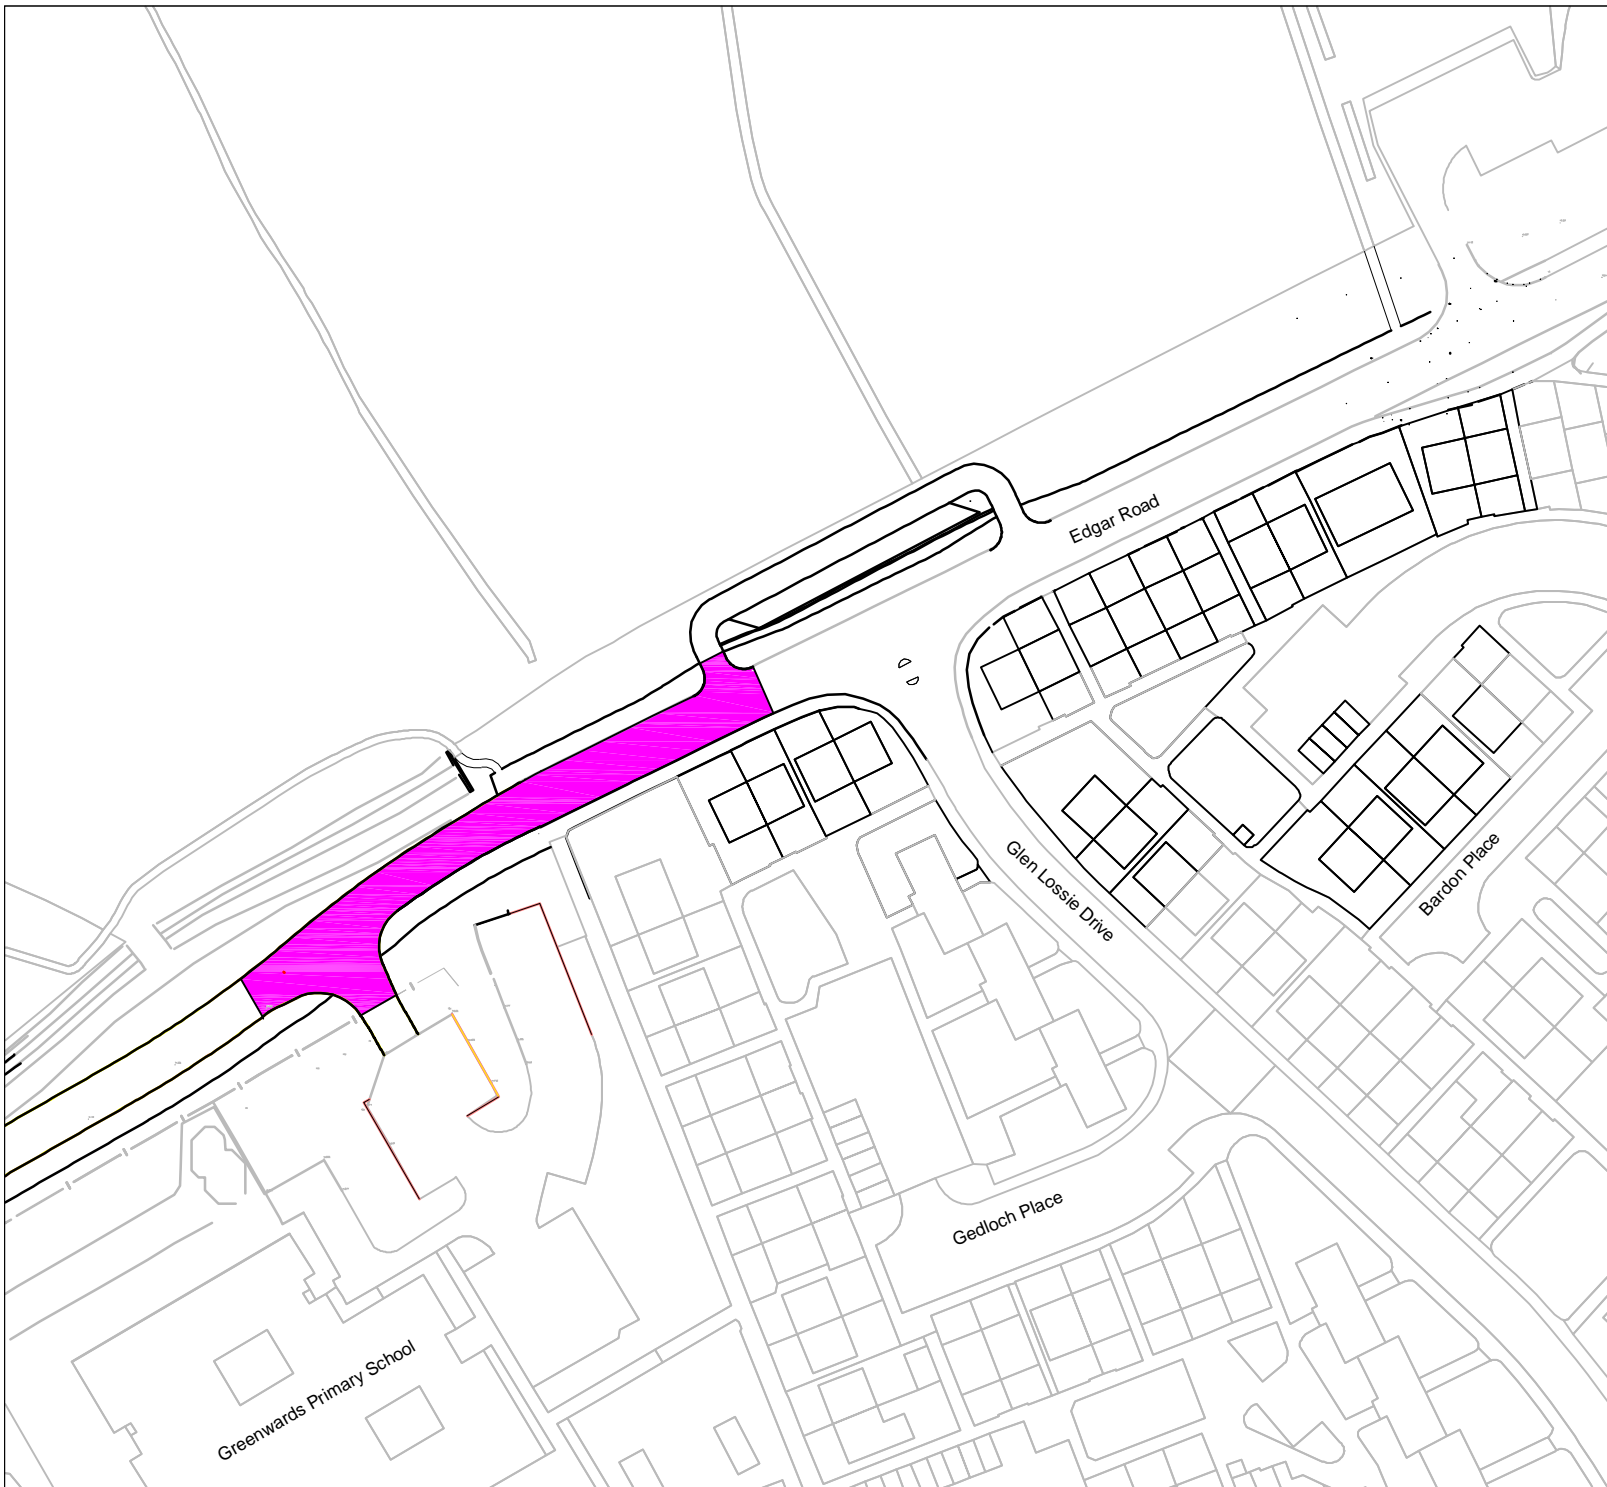 Edgar Road
Glen Lossie Drive
Bardon Place
Gedloch Place
Greenwards Primary School